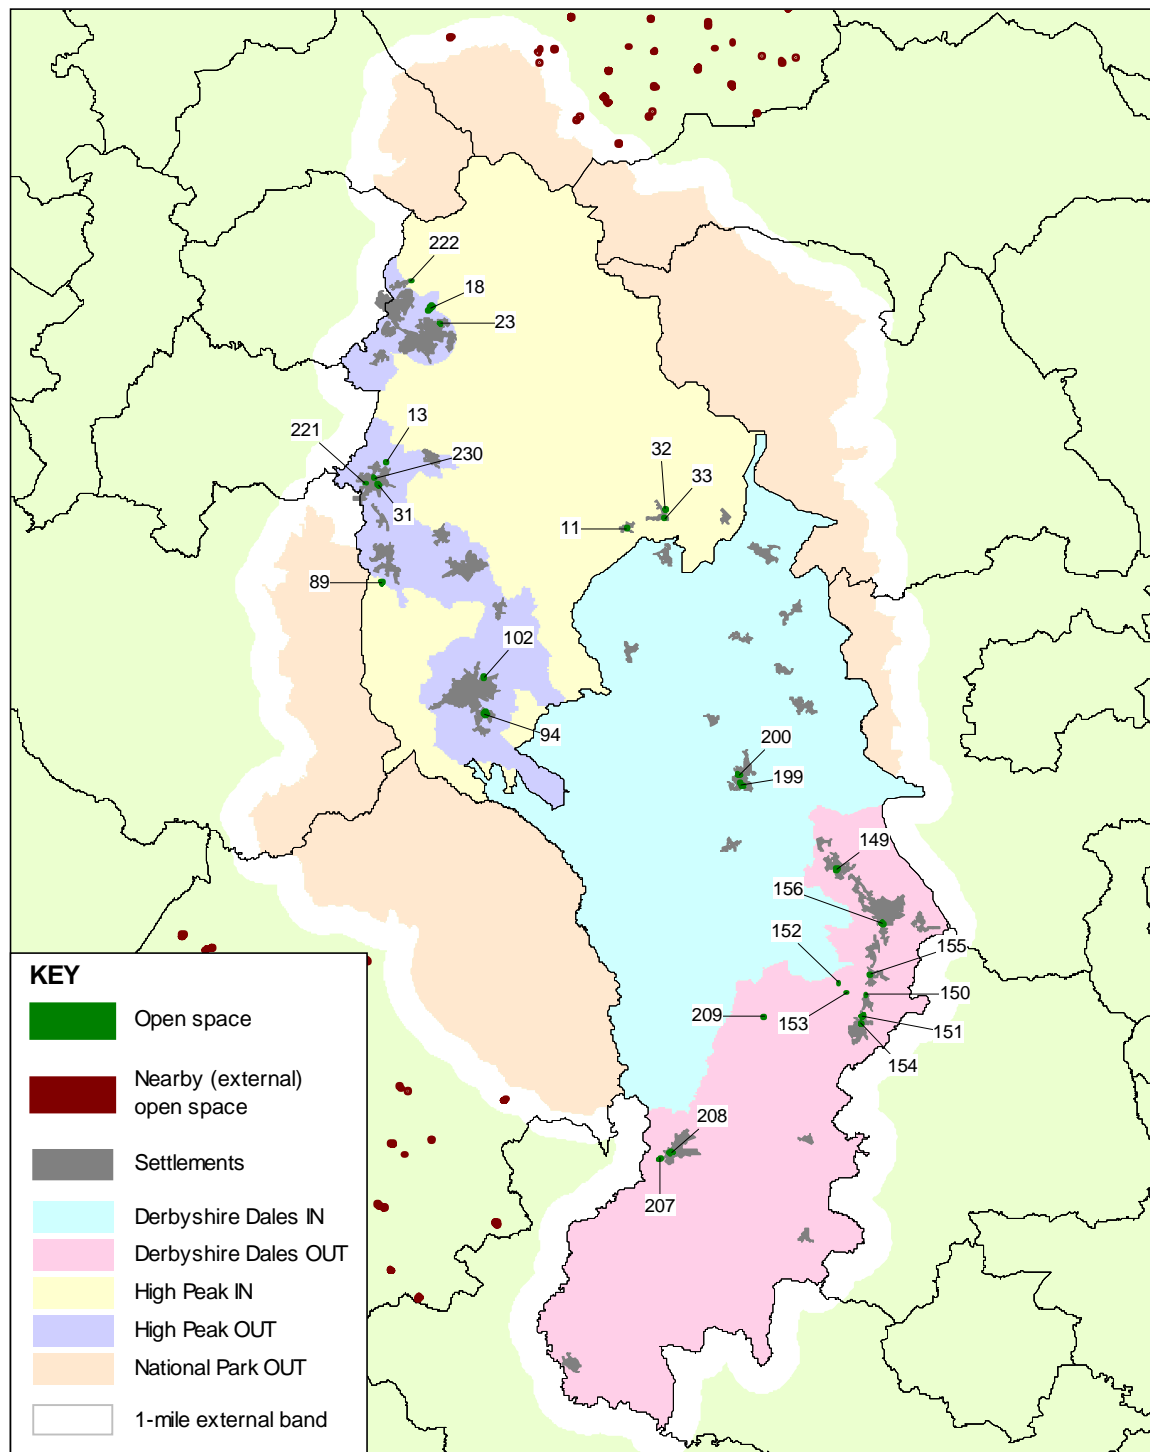 222
18
23
13
221
230
32
33
11
31
89
102
94
200
199
149
156
152
155
150
209
153
151
154
208
207
KEY
Open space
Nearby (external)
open space
Settlements
Derbyshire Dales IN
Derbyshire Dales OUT
High Peak IN
High Peak OUT
National Park OUT
1-mile external band